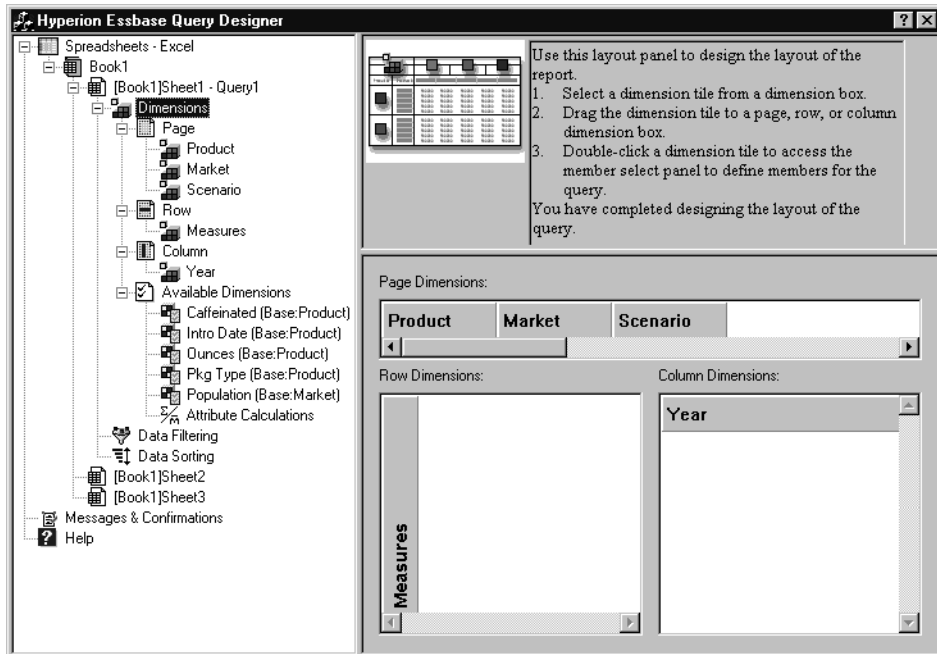 Hyperion Essbase Query Designer
Spreadsheets - Excel
Book1
[Book1]Sheet1 - Query1
Dimensions
Page
Product
Market
Scenario
Row
Measures
Column
Year
Available Dimensions
Caffeinated (Base:Product)
Intro Date (Base:Product)
Ounces (Base:Product)
Pkg Type (Base:Product)
Population (Base:Market)
Attribute Calculations
Data Filtering
Data Sorting
[Book1]Sheet2
[Book1]Sheet3
Messages & Confirmations
Help
Use this layout panel to design the layout of the
report.
1. Select a dimension tile from a dimension box.
2. Drag the dimension tile to a page, row, or column
dimension box.
3. Double-click a dimension tile to access the
member select panel to define members for the
query.
You have completed designing the layout of the
query.
Page Dimensions:
Product Market Scenario
Row Dimensions:
Measures
Column Dimensions:
Year